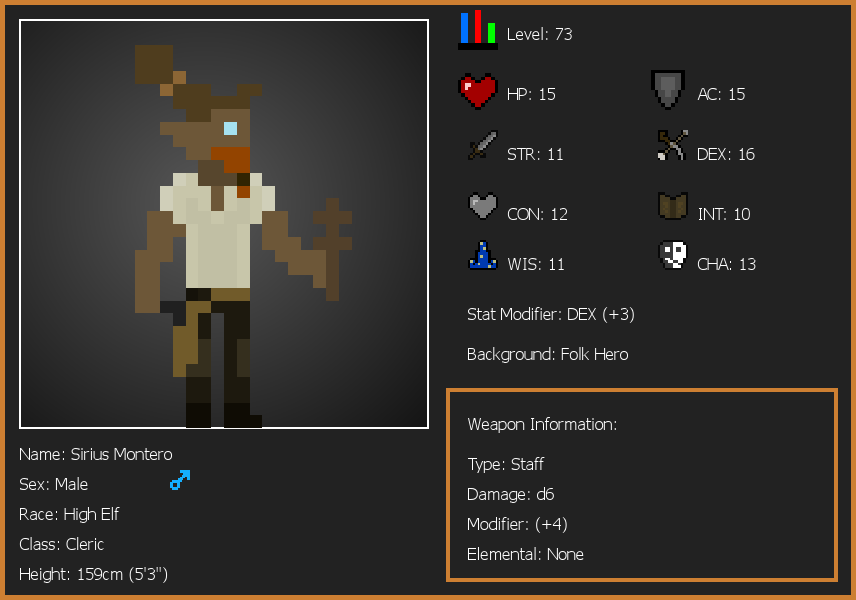 Level: 73
HP: 15
AC: 15
STR: 11
DEX: 16
CON: 12
INT: 10
WIS: 11
CHA: 13
Stat Modifier: DEX (+3)
Background: Folk Hero
Weapon Information:
Type: Staff
Damage: d6
Modifier: (+4)
Elemental: None
Name: Sirius Montero
Sex: Male
Race: High Elf
Class: Cleric
Height: 159cm (5'3")